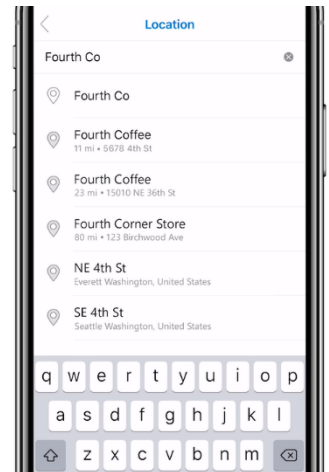 Location
Fourth Co
Fourth Co
Fourth Coffee
11 mi • 5678 4th St
Fourth Coffee
23 mi • 15010 NE 36th St
Fourth Corner Store
80 mi • 123 Birchwood Ave
NE 4th St
Everett Washington, United States
SE 4th St
Seattle Washington, United States
q w e r t y u i o p
a s d f g h j k l
z x c v b n m